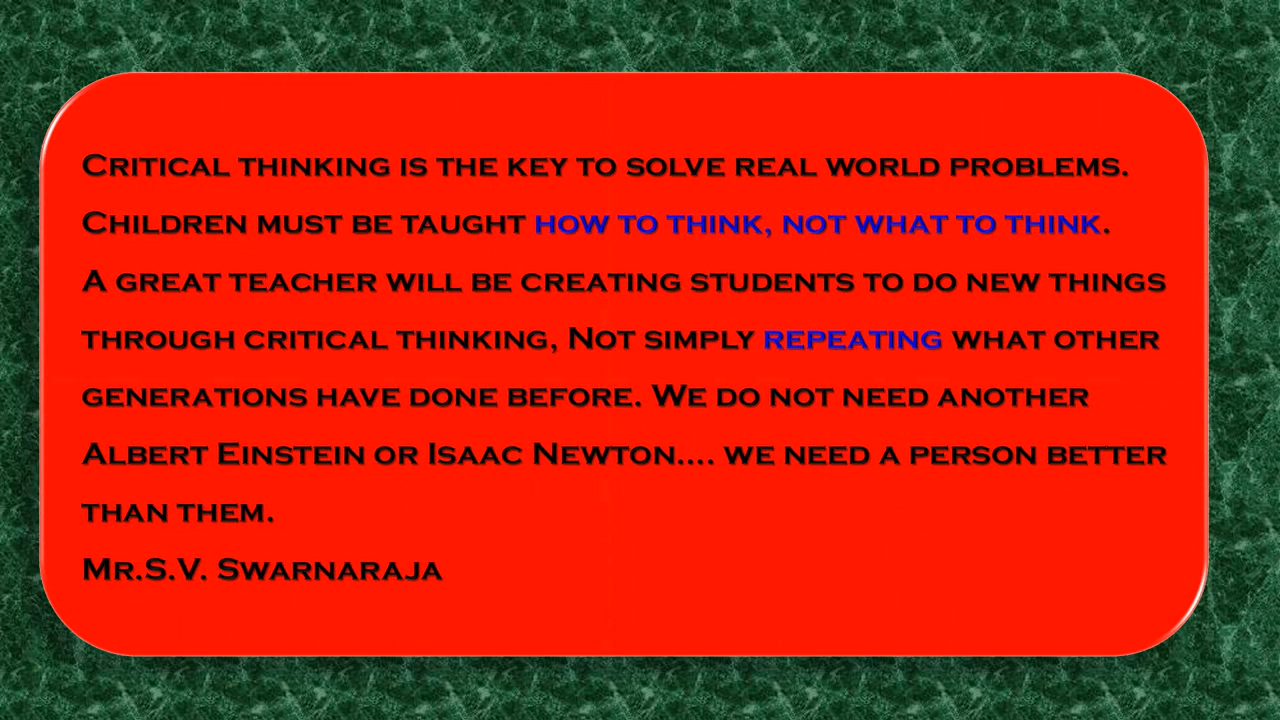 Critical thinking is the key to solve real world problems.
Children must be taught how to think, not what to think.
A great teacher will be creating students to do new things
through critical thinking, Not simply repeating what other
generations have done before. We do not need another
Albert Einstein or Isaac Newton.... we need a person better
than them.
Mr.S.V. Swarnaraja